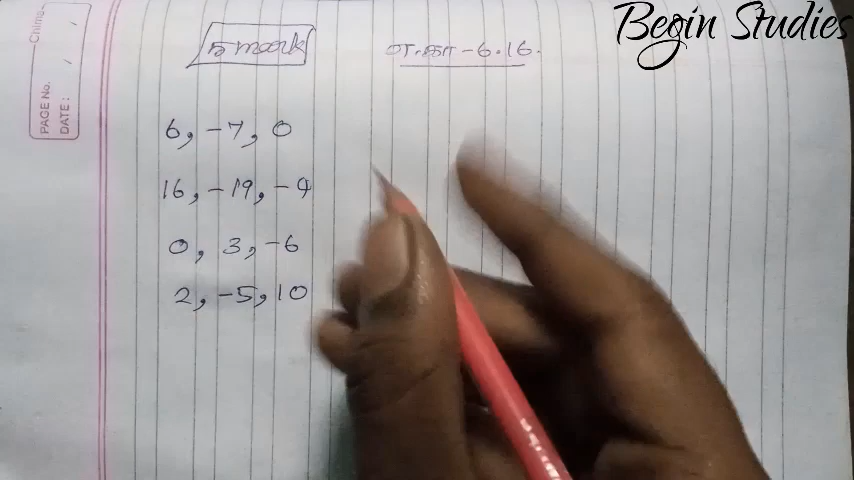 Begin Studies
5 mark
எ.கா - 6.16.
Chima
PAGE No.
DATE: / /
6, -7, 0
16, -19, -4
0, 3, -6
2, -5, 10